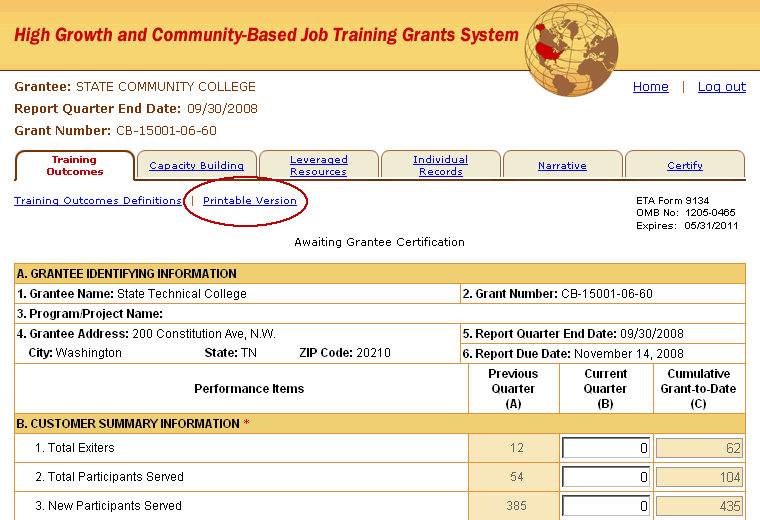 High Growth and Community-Based Job Training Grants System
Grantee: STATE COMMUNITY COLLEGE
Home | Log out
Report Quarter End Date: 09/30/2008
Grant Number: CB-15001-06-60
Training Outcomes
Capacity Building
Leveraged Resources
Individual Records
Narrative
Certify
Training Outcomes Definitions | Printable Version
ETA Form 9134
OMB No: 1205-0465
Expires: 05/31/2011
Awaiting Grantee Certification
A. GRANTEE IDENTIFYING INFORMATION
1. Grantee Name: State Technical College
2. Grant Number: CB-15001-06-60
3. Program/Project Name:
4. Grantee Address: 200 Constitution Ave, N.W.
City: Washington State: TN ZIP Code: 20210
5. Report Quarter End Date: 09/30/2008
6. Report Due Date: November 14, 2008
Performance Items
Previous Quarter (A)
Current Quarter (B)
Cumulative Grant-to-Date (C)
B. CUSTOMER SUMMARY INFORMATION *
1. Total Exiters 12 0 62
2. Total Participants Served 54 0 104
3. New Participants Served 385 0 435